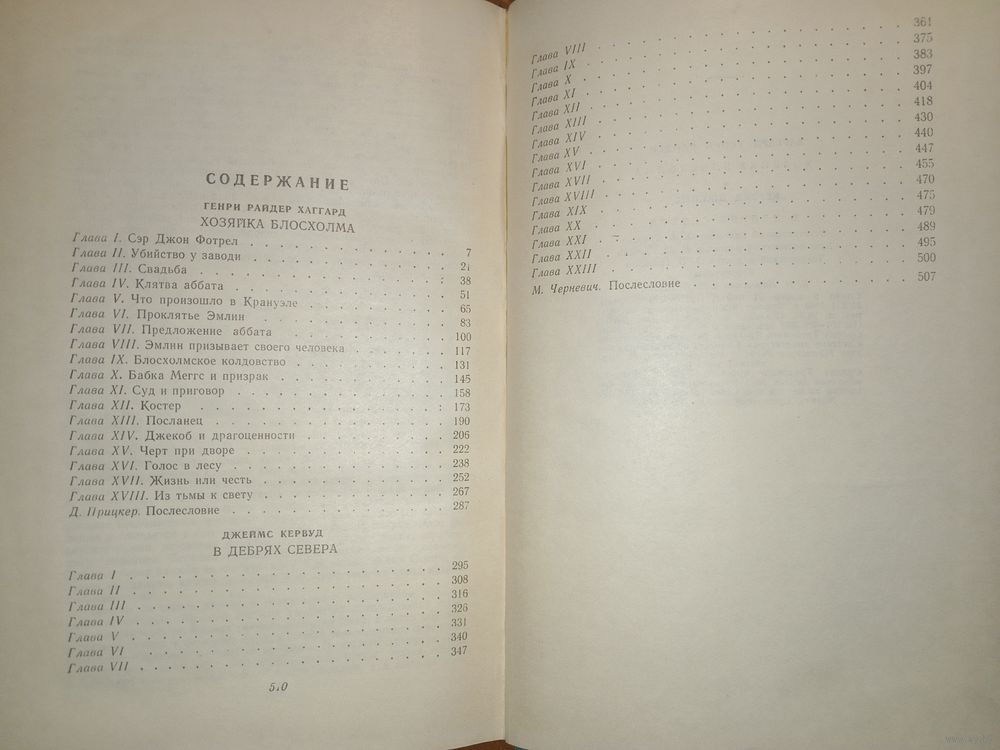 СОДЕРЖАНИЕ
ГЕНРИ РАЙДЕР ХАГГАРД
ХОЗЯЙКА БЛОСХОЛМА
Глава I. Сэр Джон Фотрел . . . . . . . . . . 7
Глава II. Убийство у заводи . . . . . . . . . . 21
Глава III. Свадьба . . . . . . . . . . 38
Глава IV. Клятва аббата . . . . . . . . . . 51
Глава V. Что произошло в Крануэле . . . . . . . . . . 65
Глава VI. Проклятье Эмлин . . . . . . . . . . 83
Глава VII. Предложение аббата . . . . . . . . . . 100
Глава VIII. Эмлин призывает своего человека . . . . . . 117
Глава IX. Блосхолмское колдовство . . . . . . . . . . 131
Глава X. Бабка Меггс и призрак . . . . . . . . . . 145
Глава XI. Суд и приговор . . . . . . . . . . 158
Глава XII. Костер . . . . . . . . . . 173
Глава XIII. Посланец . . . . . . . . . . 190
Глава XIV. Джекоб и драгоценности . . . . . . . . . . 206
Глава XV. Черт при дворе . . . . . . . . . . 222
Глава XVI. Голос в лесу . . . . . . . . . . 238
Глава XVII. Жизнь или честь . . . . . . . . . . 252
Глава XVIII. Из тьмы к свету . . . . . . . . . . 267
Д. Прицкер. Послесловие . . . . . . . . . . 287
ДЖЕЙМС КЕРВУД
В ДЕБРЯХ СЕВЕРА
Глава I . . . . . . . . . . 295
Глава II . . . . . . . . . . 308
Глава III . . . . . . . . . . 316
Глава IV . . . . . . . . . . 326
Глава V . . . . . . . . . . 331
Глава VI . . . . . . . . . . 340
Глава VII . . . . . . . . . . 347
510
Глава VIII . . . . . . . . . . 361
Глава IX . . . . . . . . . . 375
Глава X . . . . . . . . . . 383
Глава XI . . . . . . . . . . 397
Глава XII . . . . . . . . . . 404
Глава XIII . . . . . . . . . . 418
Глава XIV . . . . . . . . . . 430
Глава XV . . . . . . . . . . 440
Глава XVI . . . . . . . . . . 447
Глава XVII . . . . . . . . . . 455
Глава XVIII . . . . . . . . . . 470
Глава XIX . . . . . . . . . . 475
Глава XX . . . . . . . . . . 479
Глава XXI . . . . . . . . . . 489
Глава XXII . . . . . . . . . . 495
Глава XXIII . . . . . . . . . . 500
М. Черневич. Послесловие . . . . . . . . . . 507